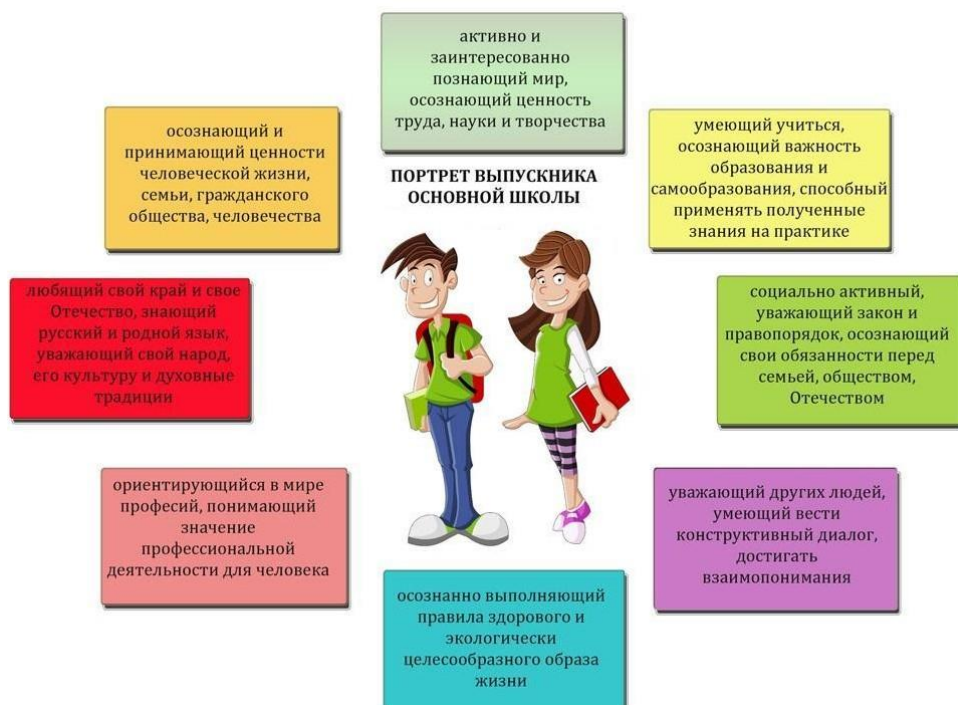 активно и
заинтересованно
познающий мир,
осознающий ценность
труда, науки и творчества
осознающий и
принимающий ценности
человеческой жизни,
семьи, гражданского
общества, человечества
ПОРТРЕТ ВЫПУСКНИКА
ОСНОВНОЙ ШКОЛЫ
умеющий учиться,
осознающий важность
образования и
самообразования, способный
применять полученные
знания на практике
любящий свой край и свое
Отечество, знающий
русский и родной язык,
уважающий свой народ,
его культуру и духовные
традиции
социально активный,
уважающий закон и
правопорядок, осознающий
свои обязанности перед
семьей, обществом,
Отечеством
ориентирующийся в мире
професий, понимающий
значение
профессиональной
деятельности для человека
уважающий других людей,
умеющий вести
конструктивный диалог,
достигать
взаимопонимания
осознанно выполняющий
правила здорового и
экологически
целесообразного образа
жизни